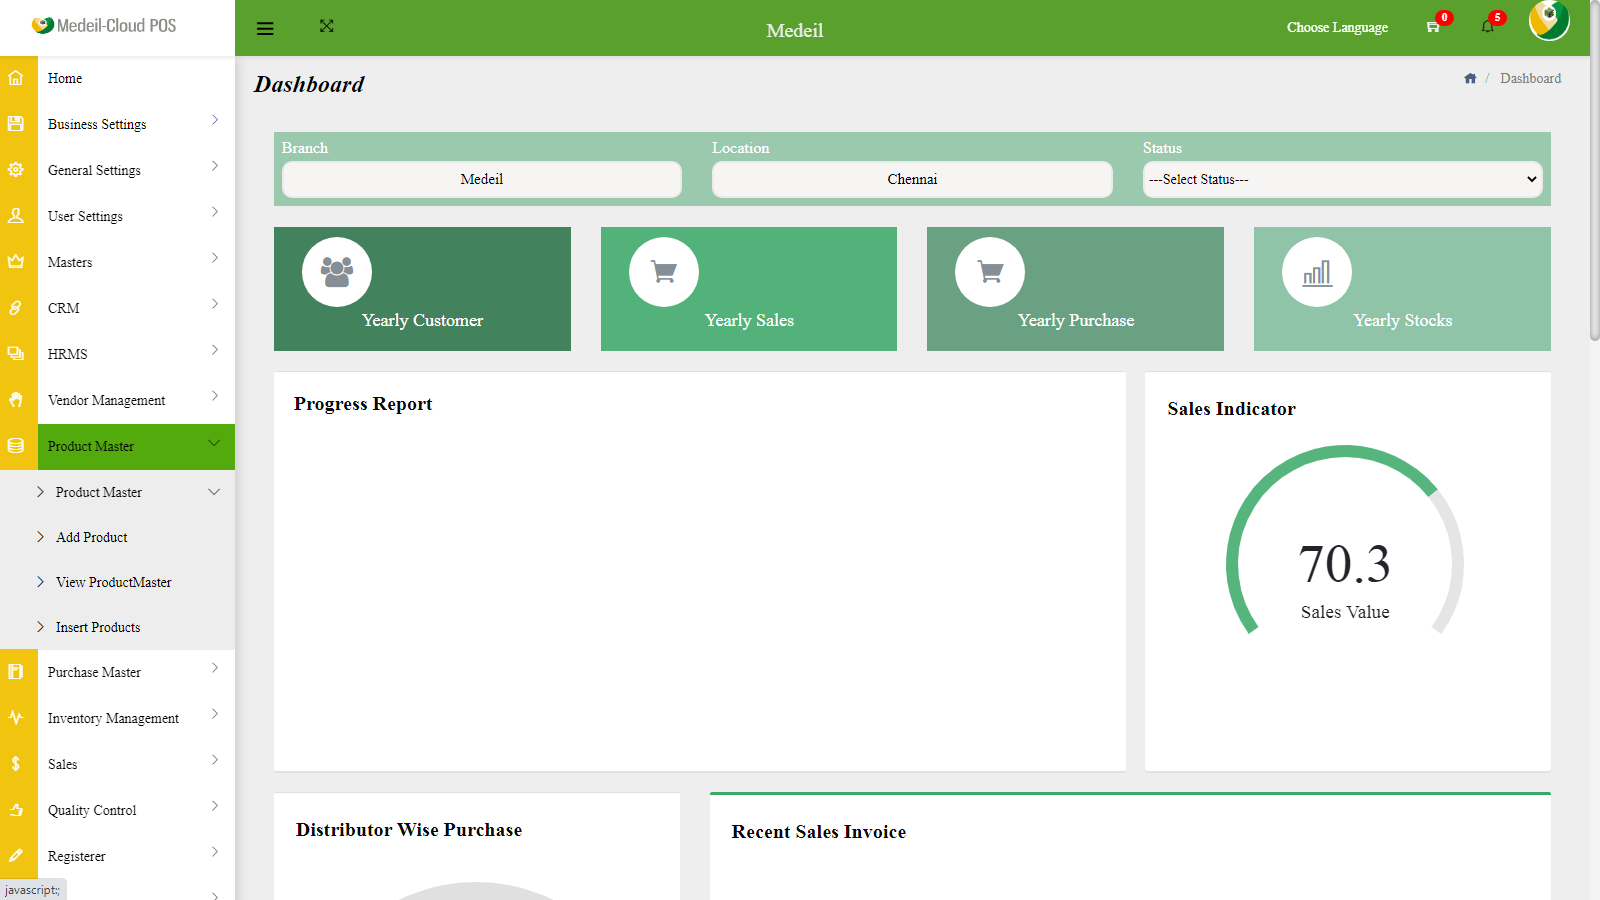 Medeil-Cloud POS
Medeil
Choose Language
0
5
Home
Business Settings
General Settings
User Settings
Masters
CRM
HRMS
Vendor Management
Product Master
Product Master
Add Product
View ProductMaster
Insert Products
Purchase Master
Inventory Management
Sales
Quality Control
Registerer
javascript:;
Dashboard
/ Dashboard
Branch
Location
Status
Medeil
Chennai
---Select Status---
Yearly Customer
Yearly Sales
Yearly Purchase
Yearly Stocks
Progress Report
Sales Indicator
70.3
Sales Value
Distributor Wise Purchase
Recent Sales Invoice